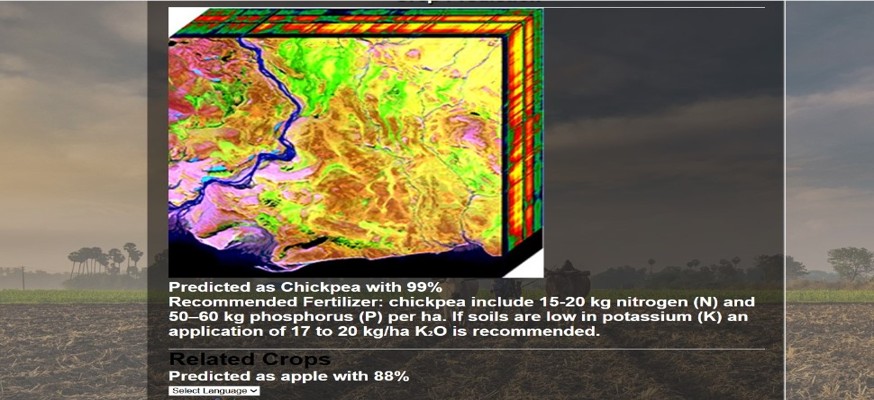 Predicted as Chickpea with 99%
Recommended Fertilizer: chickpea include 15-20 kg nitrogen (N) and
50–60 kg phosphorus (P) per ha. If soils are low in potassium (K) an
application of 17 to 20 kg/ha K₂O is recommended.
Related Crops
Predicted as apple with 88%
Select Language